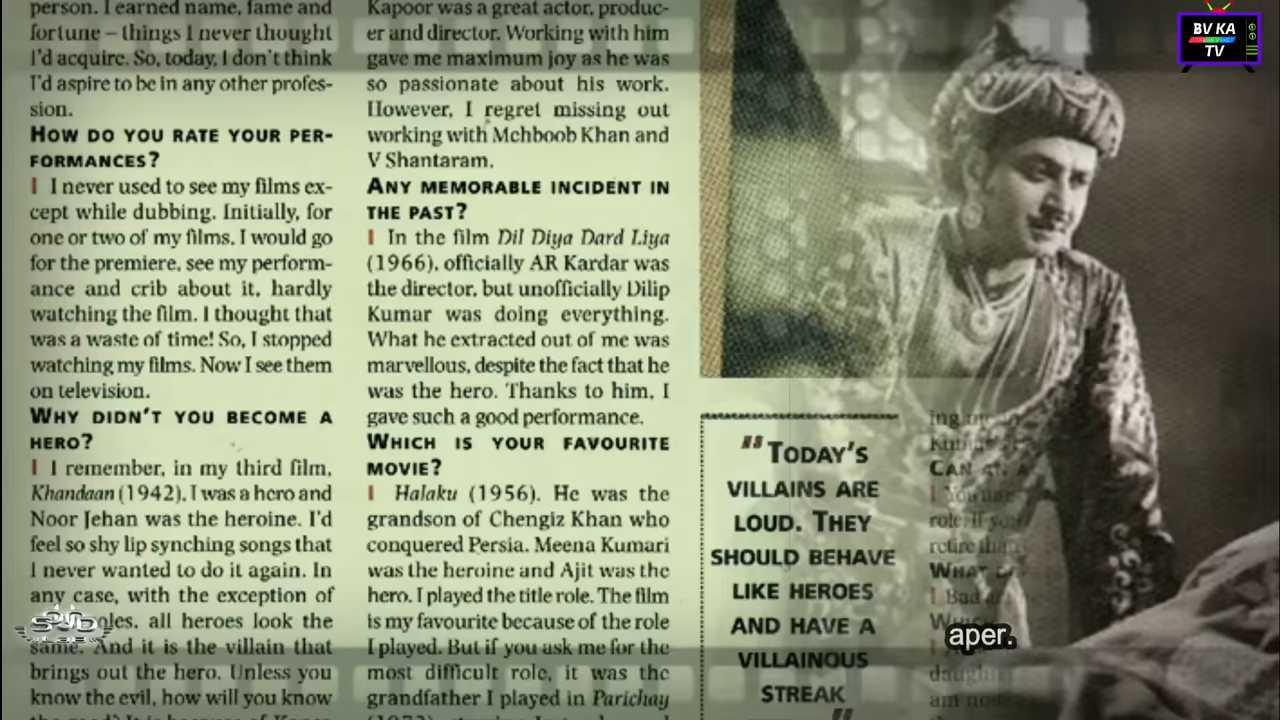 person. I earned name, fame and
fortune – things I never thought
I'd acquire. So, today, I don't think
I'd aspire to be in any other profes-
sion.
HOW DO YOU RATE YOUR PER-
FORMANCES?
I never used to see my films ex-
cept while dubbing. Initially, for
one or two of my films, I would go
for the premiere, see my perform-
ance and crib about it, hardly
watching the film. I thought that
was a waste of time! So, I stopped
watching my films. Now I see them
on television.
WHY DIDN'T YOU BECOME A
HERO?
I remember, in my third film,
Khandaan (1942), I was a hero and
Noor Jehan was the heroine. I'd
feel so shy lip synching songs that
I never wanted to do it again. In
any case, with the exception of
all heroes look the
same. And it is the villain that
brings out the hero. Unless you
know the evil, how will you know
Kapoor was a great actor, produc-
er and director. Working with him
gave me maximum joy as he was
so passionate about his work.
However, I regret missing out
working with Mehboob Khan and
V Shantaram.
ANY MEMORABLE INCIDENT IN
THE PAST?
In the film Dil Diya Dard Liya
(1966), officially AR Kardar was
the director, but unofficially Dilip
Kumar was doing everything.
What he extracted out of me was
marvellous, despite the fact that he
was the hero. Thanks to him, I
gave such a good performance.
WHICH IS YOUR FAVOURITE
MOVIE?
Halaku (1956). He was the
grandson of Chengiz Khan who
conquered Persia. Meena Kumari
was the heroine and Ajit was the
hero. I played the title role. The film
is my favourite because of the role
I played. But if you ask me for the
most difficult role, it was the
grandfather I played in Parichay
"TODAY'S
VILLAINS ARE
LOUD. THEY
SHOULD BEHAVE
LIKE HEROES
AND HAVE A
VILLAINOUS
STREAK
"
CAN AN A
retire than
aper.
BV KA
TV